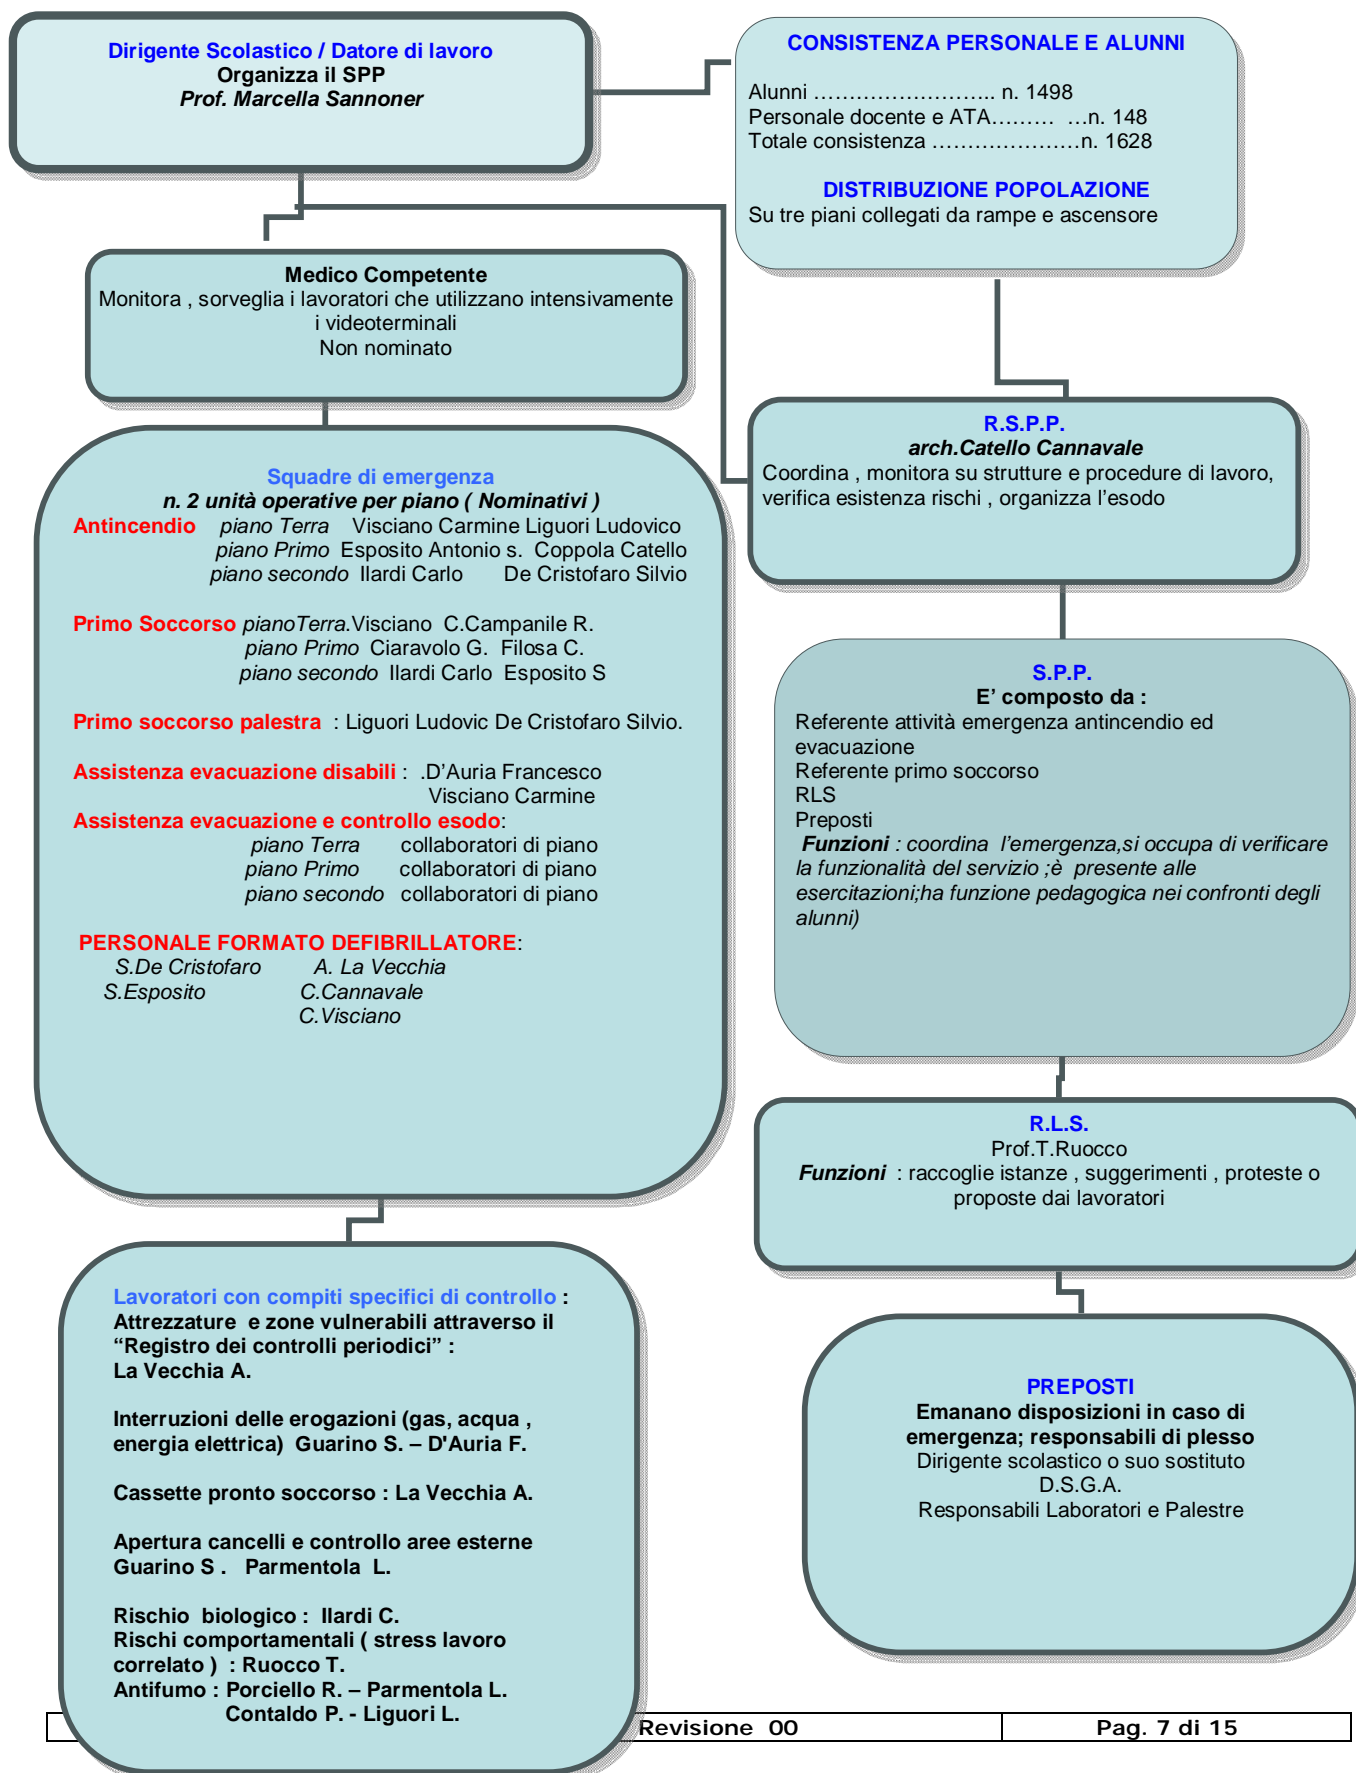 Dirigente Scolastico / Datore di lavoro
Organizza il SPP
Prof. Marcella Sannoner
CONSISTENZA PERSONALE E ALUNNI
Alunni …………………….. n. 1498
Personale docente e ATA……… …n. 148
Totale consistenza …………………n. 1628
DISTRIBUZIONE POPOLAZIONE
Su tre piani collegati da rampe e ascensore
Medico Competente
Monitora , sorveglia i lavoratori che utilizzano intensivamente
i videoterminali
Non nominato
R.S.P.P.
arch.Catello Cannavale
Coordina , monitora su strutture e procedure di lavoro,
verifica esistenza rischi , organizza l'esodo
Squadre di emergenza
n. 2 unità operative per piano ( Nominativi )
Antincendio piano Terra Visciano Carmine Liguori Ludovico
piano Primo Esposito Antonio s. Coppola Catello
piano secondo Ilardi Carlo De Cristofaro Silvio
Primo Soccorso pianoTerra.Visciano C.Campanile R.
piano Primo Ciaravolo G. Filosa C.
piano secondo Ilardi Carlo Esposito S
Primo soccorso palestra : Liguori Ludovic De Cristofaro Silvio.
Assistenza evacuazione disabili : .D'Auria Francesco
Visciano Carmine
Assistenza evacuazione e controllo esodo:
piano Terra collaboratori di piano
piano Primo collaboratori di piano
piano secondo collaboratori di piano
PERSONALE FORMATO DEFIBRILLATORE:
S.De Cristofaro A. La Vecchia
S.Esposito C.Cannavale
C.Visciano
S.P.P.
E' composto da :
Referente attività emergenza antincendio ed
evacuazione
Referente primo soccorso
RLS
Preposti
Funzioni : coordina l'emergenza,si occupa di verificare
la funzionalità del servizio ;è presente alle
esercitazioni;ha funzione pedagogica nei confronti degli
alunni)
R.L.S.
Prof.T.Ruocco
Funzioni : raccoglie istanze , suggerimenti , proteste o
proposte dai lavoratori
Lavoratori con compiti specifici di controllo :
Attrezzature e zone vulnerabili attraverso il
“Registro dei controlli periodici” :
La Vecchia A.
Interruzioni delle erogazioni (gas, acqua ,
energia elettrica) Guarino S. – D'Auria F.
Cassette pronto soccorso : La Vecchia A.
Apertura cancelli e controllo aree esterne
Guarino S . Parmentola L.
Rischio biologico : Ilardi C.
Rischi comportamentali ( stress lavoro
correlato ) : Ruocco T.
Antifumo : Porciello R. – Parmentola L.
Contaldo P. - Liguori L.
PREPOSTI
Emanano disposizioni in caso di
emergenza; responsabili di plesso
Dirigente scolastico o suo sostituto
D.S.G.A.
Responsabili Laboratori e Palestre
Revisione 00 Pag. 7 di 15